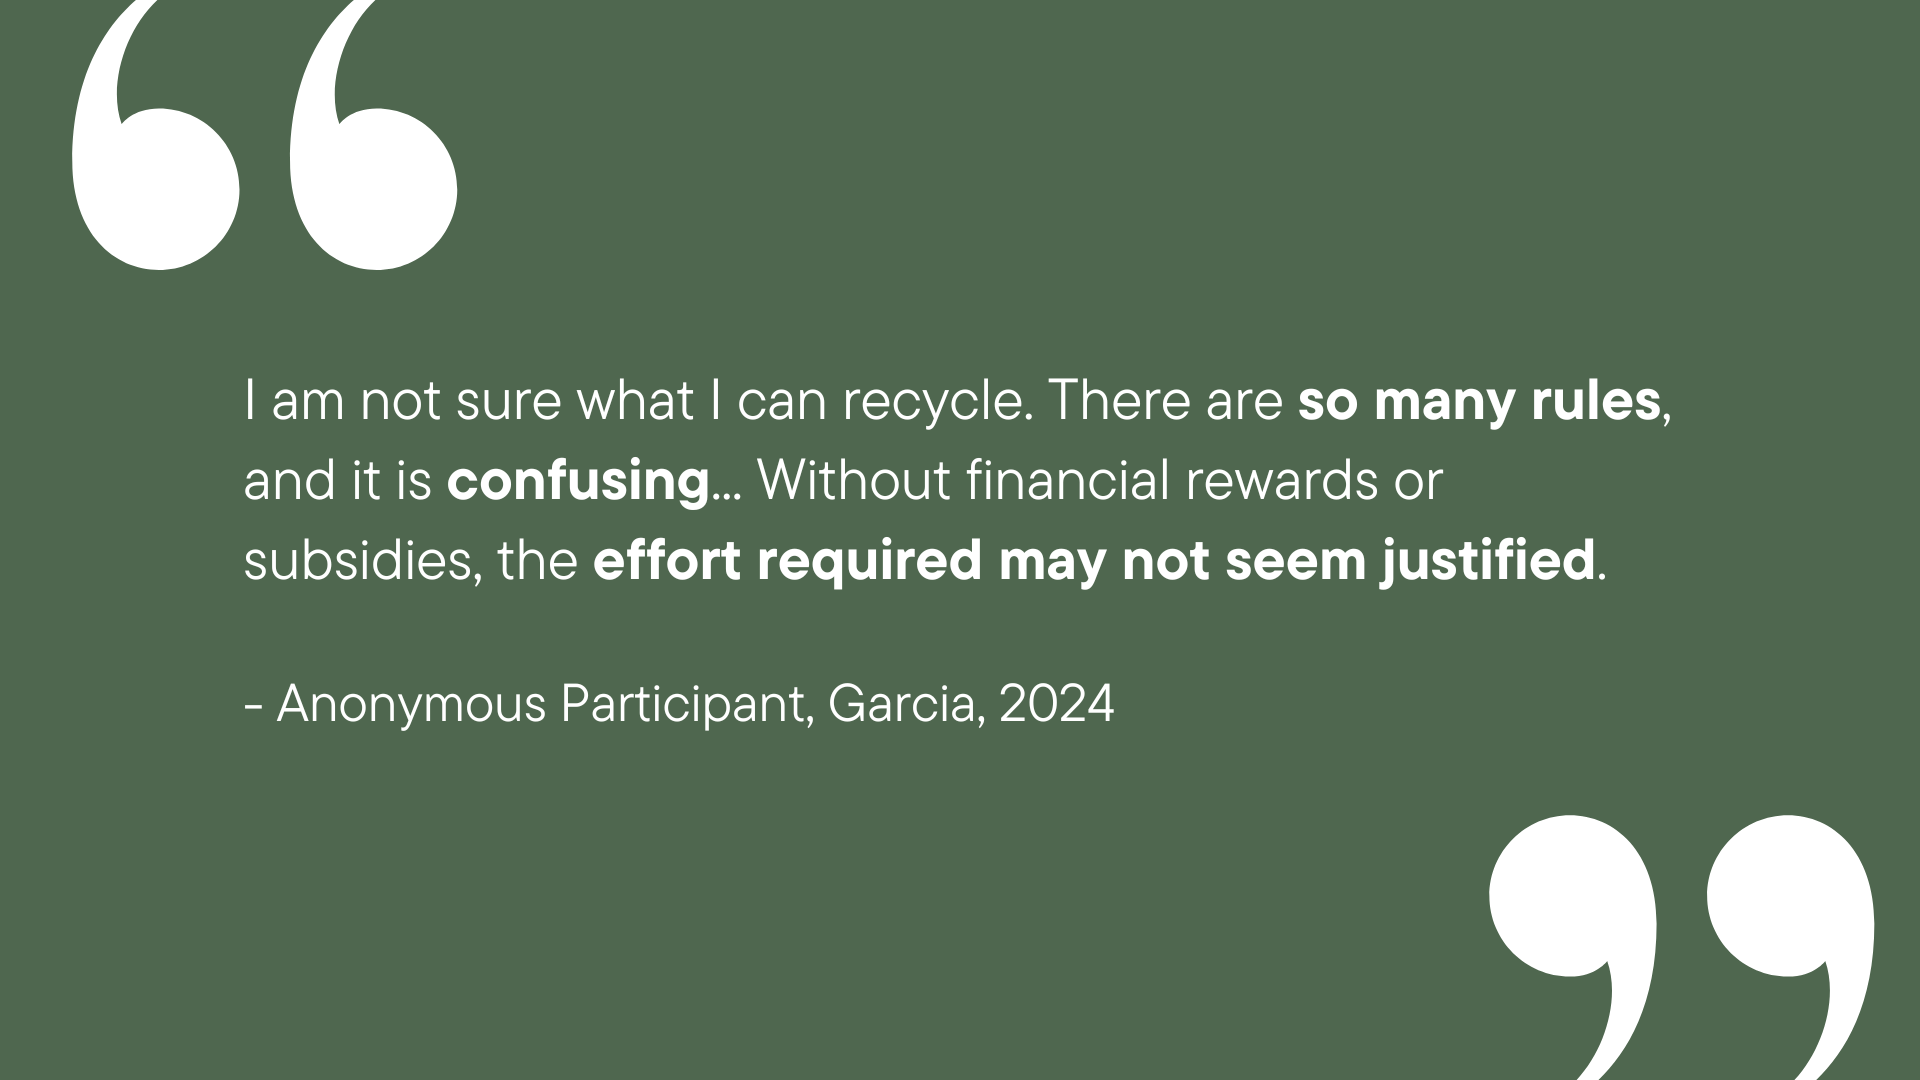 I am not sure what I can recycle. There are so many rules,
and it is confusing... Without financial rewards or
subsidies, the effort required may not seem justified.
- Anonymous Participant, Garcia, 2024